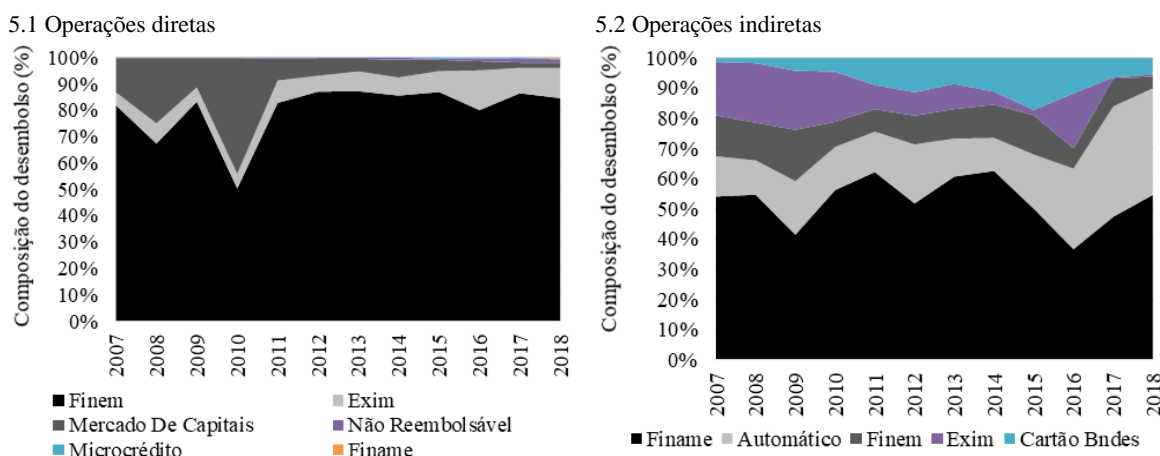 5.1 Operações diretas
Composição do desembolso (%)
100%
90%
80%
70%
60%
50%
40%
30%
20%
10%
0%
2007 2008 2009 2010 2011 2012 2013 2014 2015 2016 2017 2018
Finem Exim
Mercado De Capitais Não Reembolsável
Microcrédito Finame
5.2 Operações indiretas
Composição do desembolso (%)
100%
90%
80%
70%
60%
50%
40%
30%
20%
10%
0%
2007 2008 2009 2010 2011 2012 2013 2014 2015 2016 2017 2018
Finame Automático Finem Exim Cartão Bndes